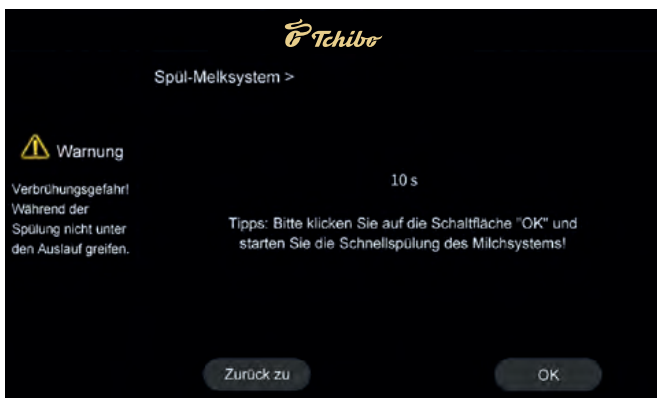 Tchibo
Spül-Melksystem >
Warnung
Verbrühungsgefahr!
Während der
Spülung nicht unter
den Auslauf greifen.
10 s
Tipps: Bitte klicken Sie auf die Schaltfläche "OK" und
starten Sie die Schnellspülung des Milchsystems!
Zurück zu
OK